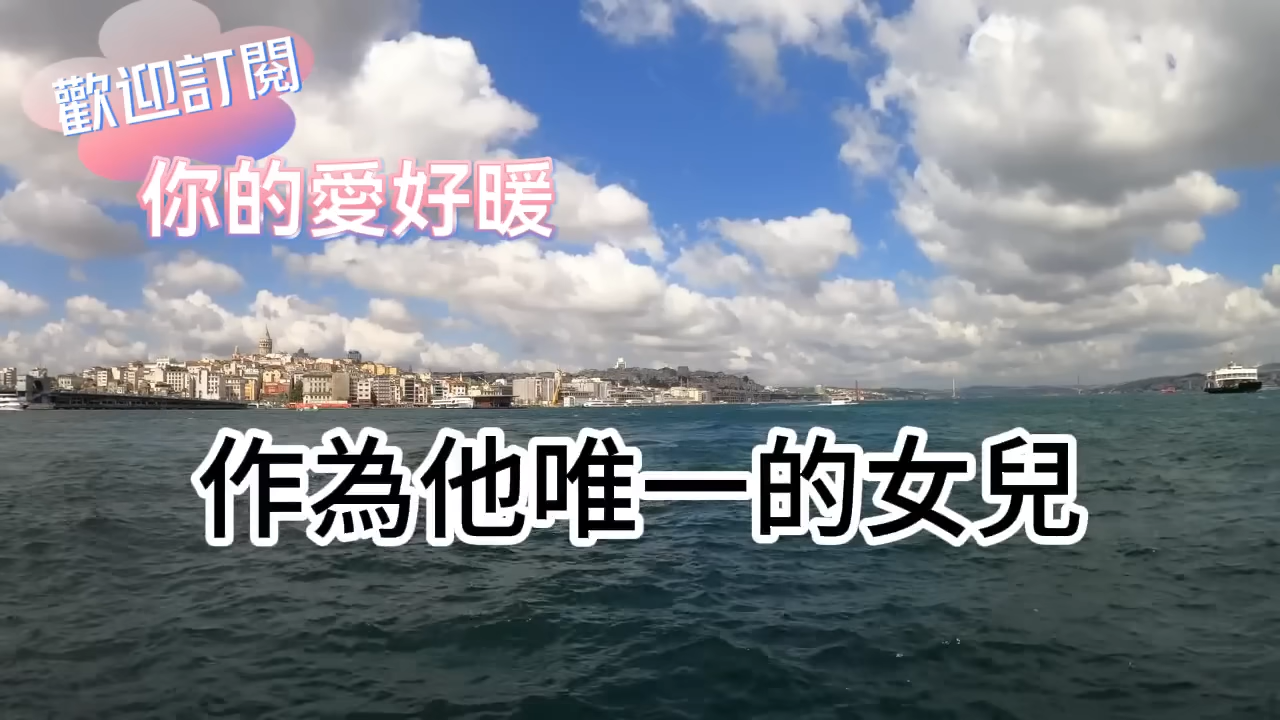 歡迎訂閱
你的愛好暖
作為他唯一的女兒